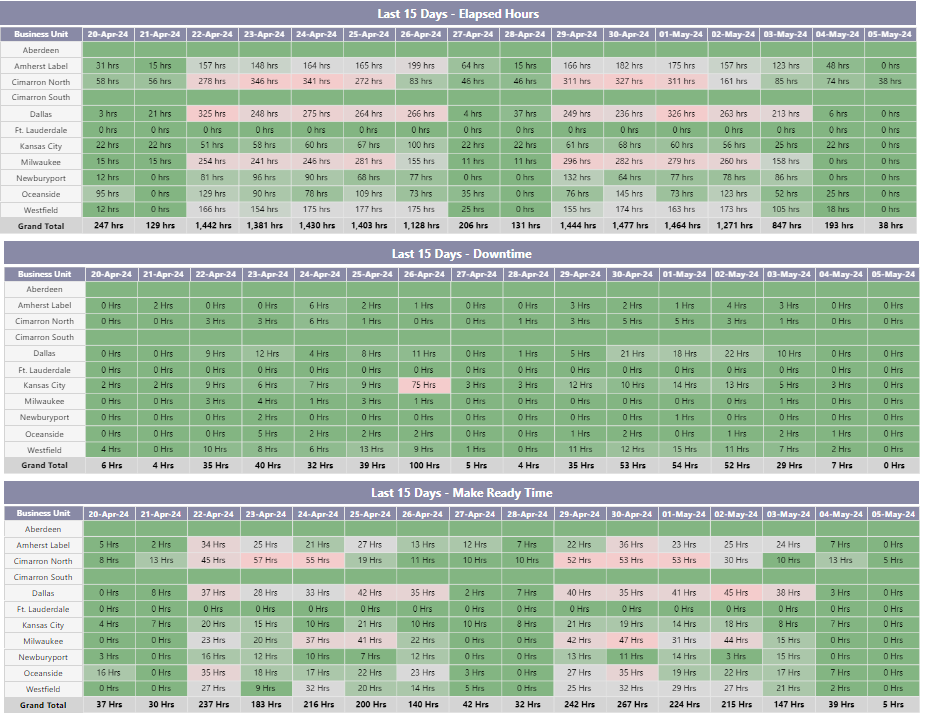 Last 15 Days - Elapsed Hours
Business Unit 20-Apr-24 21-Apr-24 22-Apr-24 23-Apr-24 24-Apr-24 25-Apr-24 26-Apr-24 27-Apr-24 28-Apr-24 29-Apr-24 30-Apr-24 01-May-24 02-May-24 03-May-24 04-May-24 05-May-24
Aberdeen
Amherst Label 31 hrs 15 hrs 157 hrs 148 hrs 164 hrs 165 hrs 199 hrs 64 hrs 15 hrs 166 hrs 182 hrs 175 hrs 157 hrs 123 hrs 48 hrs 0 hrs
Cimarron North 58 hrs 56 hrs 278 hrs 346 hrs 341 hrs 272 hrs 83 hrs 46 hrs 46 hrs 311 hrs 327 hrs 311 hrs 161 hrs 85 hrs 74 hrs 38 hrs
Cimarron South
Dallas 3 hrs 21 hrs 325 hrs 248 hrs 275 hrs 264 hrs 266 hrs 4 hrs 37 hrs 249 hrs 236 hrs 326 hrs 263 hrs 213 hrs 6 hrs 0 hrs
Ft. Lauderdale 0 hrs 0 hrs 0 hrs 0 hrs 0 hrs 0 hrs 0 hrs 0 hrs 0 hrs 0 hrs 0 hrs 0 hrs 0 hrs 0 hrs 0 hrs 0 hrs
Kansas City 22 hrs 22 hrs 51 hrs 58 hrs 60 hrs 67 hrs 100 hrs 22 hrs 22 hrs 61 hrs 68 hrs 60 hrs 56 hrs 25 hrs 22 hrs 0 hrs
Milwaukee 15 hrs 15 hrs 254 hrs 241 hrs 246 hrs 281 hrs 155 hrs 11 hrs 11 hrs 296 hrs 282 hrs 279 hrs 260 hrs 158 hrs 0 hrs 0 hrs
Newburyport 12 hrs 0 hrs 81 hrs 96 hrs 90 hrs 68 hrs 77 hrs 0 hrs 0 hrs 132 hrs 64 hrs 77 hrs 78 hrs 86 hrs 0 hrs 0 hrs
Oceanside 95 hrs 0 hrs 129 hrs 90 hrs 78 hrs 109 hrs 73 hrs 35 hrs 0 hrs 76 hrs 145 hrs 73 hrs 123 hrs 52 hrs 25 hrs 0 hrs
Westfield 12 hrs 0 hrs 166 hrs 154 hrs 175 hrs 177 hrs 175 hrs 25 hrs 0 hrs 155 hrs 174 hrs 163 hrs 173 hrs 105 hrs 18 hrs 0 hrs
Grand Total 247 hrs 129 hrs 1,442 hrs 1,381 hrs 1,430 hrs 1,403 hrs 1,128 hrs 206 hrs 131 hrs 1,444 hrs 1,477 hrs 1,464 hrs 1,271 hrs 847 hrs 193 hrs 38 hrs
Last 15 Days - Downtime
Business Unit 20-Apr-24 21-Apr-24 22-Apr-24 23-Apr-24 24-Apr-24 25-Apr-24 26-Apr-24 27-Apr-24 28-Apr-24 29-Apr-24 30-Apr-24 01-May-24 02-May-24 03-May-24 04-May-24 05-May-24
Aberdeen
Amherst Label 0 Hrs 2 Hrs 0 Hrs 0 Hrs 6 Hrs 2 Hrs 1 Hrs 0 Hrs 0 Hrs 3 Hrs 2 Hrs 1 Hrs 4 Hrs 3 Hrs 0 Hrs 0 Hrs
Cimarron North 0 Hrs 0 Hrs 3 Hrs 3 Hrs 6 Hrs 1 Hrs 0 Hrs 0 Hrs 1 Hrs 3 Hrs 5 Hrs 5 Hrs 3 Hrs 1 Hrs 0 Hrs 0 Hrs
Cimarron South
Dallas 0 Hrs 0 Hrs 9 Hrs 12 Hrs 4 Hrs 8 Hrs 11 Hrs 0 Hrs 1 Hrs 5 Hrs 21 Hrs 18 Hrs 22 Hrs 10 Hrs 0 Hrs 0 Hrs
Ft. Lauderdale 0 Hrs 0 Hrs 0 Hrs 0 Hrs 0 Hrs 0 Hrs 0 Hrs 0 Hrs 0 Hrs 0 Hrs 0 Hrs 0 Hrs 0 Hrs 0 Hrs 0 Hrs 0 Hrs
Kansas City 2 Hrs 2 Hrs 9 Hrs 6 Hrs 7 Hrs 9 Hrs 75 Hrs 3 Hrs 3 Hrs 12 Hrs 10 Hrs 14 Hrs 13 Hrs 5 Hrs 3 Hrs 0 Hrs
Milwaukee 0 Hrs 0 Hrs 3 Hrs 4 Hrs 1 Hrs 3 Hrs 1 Hrs 0 Hrs 0 Hrs 0 Hrs 0 Hrs 0 Hrs 0 Hrs 1 Hrs 0 Hrs 0 Hrs
Newburyport 0 Hrs 0 Hrs 0 Hrs 2 Hrs 0 Hrs 0 Hrs 0 Hrs 0 Hrs 0 Hrs 0 Hrs 0 Hrs 1 Hrs 0 Hrs 0 Hrs 0 Hrs 0 Hrs
Oceanside 0 Hrs 0 Hrs 0 Hrs 5 Hrs 2 Hrs 2 Hrs 2 Hrs 0 Hrs 0 Hrs 1 Hrs 2 Hrs 0 Hrs 1 Hrs 2 Hrs 1 Hrs 0 Hrs
Westfield 4 Hrs 0 Hrs 10 Hrs 8 Hrs 6 Hrs 13 Hrs 9 Hrs 1 Hrs 0 Hrs 11 Hrs 12 Hrs 15 Hrs 11 Hrs 7 Hrs 2 Hrs 0 Hrs
Grand Total 6 Hrs 4 Hrs 35 Hrs 40 Hrs 32 Hrs 39 Hrs 100 Hrs 5 Hrs 4 Hrs 35 Hrs 53 Hrs 54 Hrs 52 Hrs 29 Hrs 7 Hrs 0 Hrs
Last 15 Days - Make Ready Time
Business Unit 20-Apr-24 21-Apr-24 22-Apr-24 23-Apr-24 24-Apr-24 25-Apr-24 26-Apr-24 27-Apr-24 28-Apr-24 29-Apr-24 30-Apr-24 01-May-24 02-May-24 03-May-24 04-May-24 05-May-24
Aberdeen
Amherst Label 5 Hrs 2 Hrs 34 Hrs 25 Hrs 21 Hrs 27 Hrs 13 Hrs 12 Hrs 7 Hrs 22 Hrs 36 Hrs 23 Hrs 25 Hrs 24 Hrs 7 Hrs 0 Hrs
Cimarron North 8 Hrs 13 Hrs 45 Hrs 57 Hrs 55 Hrs 19 Hrs 11 Hrs 10 Hrs 10 Hrs 52 Hrs 53 Hrs 53 Hrs 30 Hrs 10 Hrs 13 Hrs 5 Hrs
Cimarron South
Dallas 0 Hrs 8 Hrs 37 Hrs 28 Hrs 33 Hrs 42 Hrs 35 Hrs 2 Hrs 7 Hrs 40 Hrs 35 Hrs 41 Hrs 45 Hrs 38 Hrs 3 Hrs 0 Hrs
Ft. Lauderdale 0 Hrs 0 Hrs 0 Hrs 0 Hrs 0 Hrs 0 Hrs 0 Hrs 0 Hrs 0 Hrs 0 Hrs 0 Hrs 0 Hrs 0 Hrs 0 Hrs 0 Hrs 0 Hrs
Kansas City 4 Hrs 7 Hrs 20 Hrs 15 Hrs 10 Hrs 21 Hrs 10 Hrs 10 Hrs 8 Hrs 21 Hrs 19 Hrs 14 Hrs 18 Hrs 8 Hrs 7 Hrs 0 Hrs
Milwaukee 0 Hrs 0 Hrs 23 Hrs 20 Hrs 37 Hrs 41 Hrs 22 Hrs 0 Hrs 0 Hrs 42 Hrs 47 Hrs 31 Hrs 44 Hrs 15 Hrs 0 Hrs 0 Hrs
Newburyport 3 Hrs 0 Hrs 16 Hrs 12 Hrs 10 Hrs 7 Hrs 12 Hrs 0 Hrs 0 Hrs 13 Hrs 11 Hrs 14 Hrs 3 Hrs 15 Hrs 0 Hrs 0 Hrs
Oceanside 16 Hrs 0 Hrs 35 Hrs 18 Hrs 17 Hrs 22 Hrs 23 Hrs 3 Hrs 0 Hrs 27 Hrs 35 Hrs 19 Hrs 22 Hrs 17 Hrs 7 Hrs 0 Hrs
Westfield 0 Hrs 0 Hrs 27 Hrs 9 Hrs 32 Hrs 20 Hrs 14 Hrs 5 Hrs 0 Hrs 25 Hrs 32 Hrs 29 Hrs 27 Hrs 21 Hrs 2 Hrs 0 Hrs
Grand Total 37 Hrs 30 Hrs 237 Hrs 183 Hrs 216 Hrs 200 Hrs 140 Hrs 42 Hrs 32 Hrs 242 Hrs 267 Hrs 224 Hrs 215 Hrs 147 Hrs 39 Hrs 5 Hrs